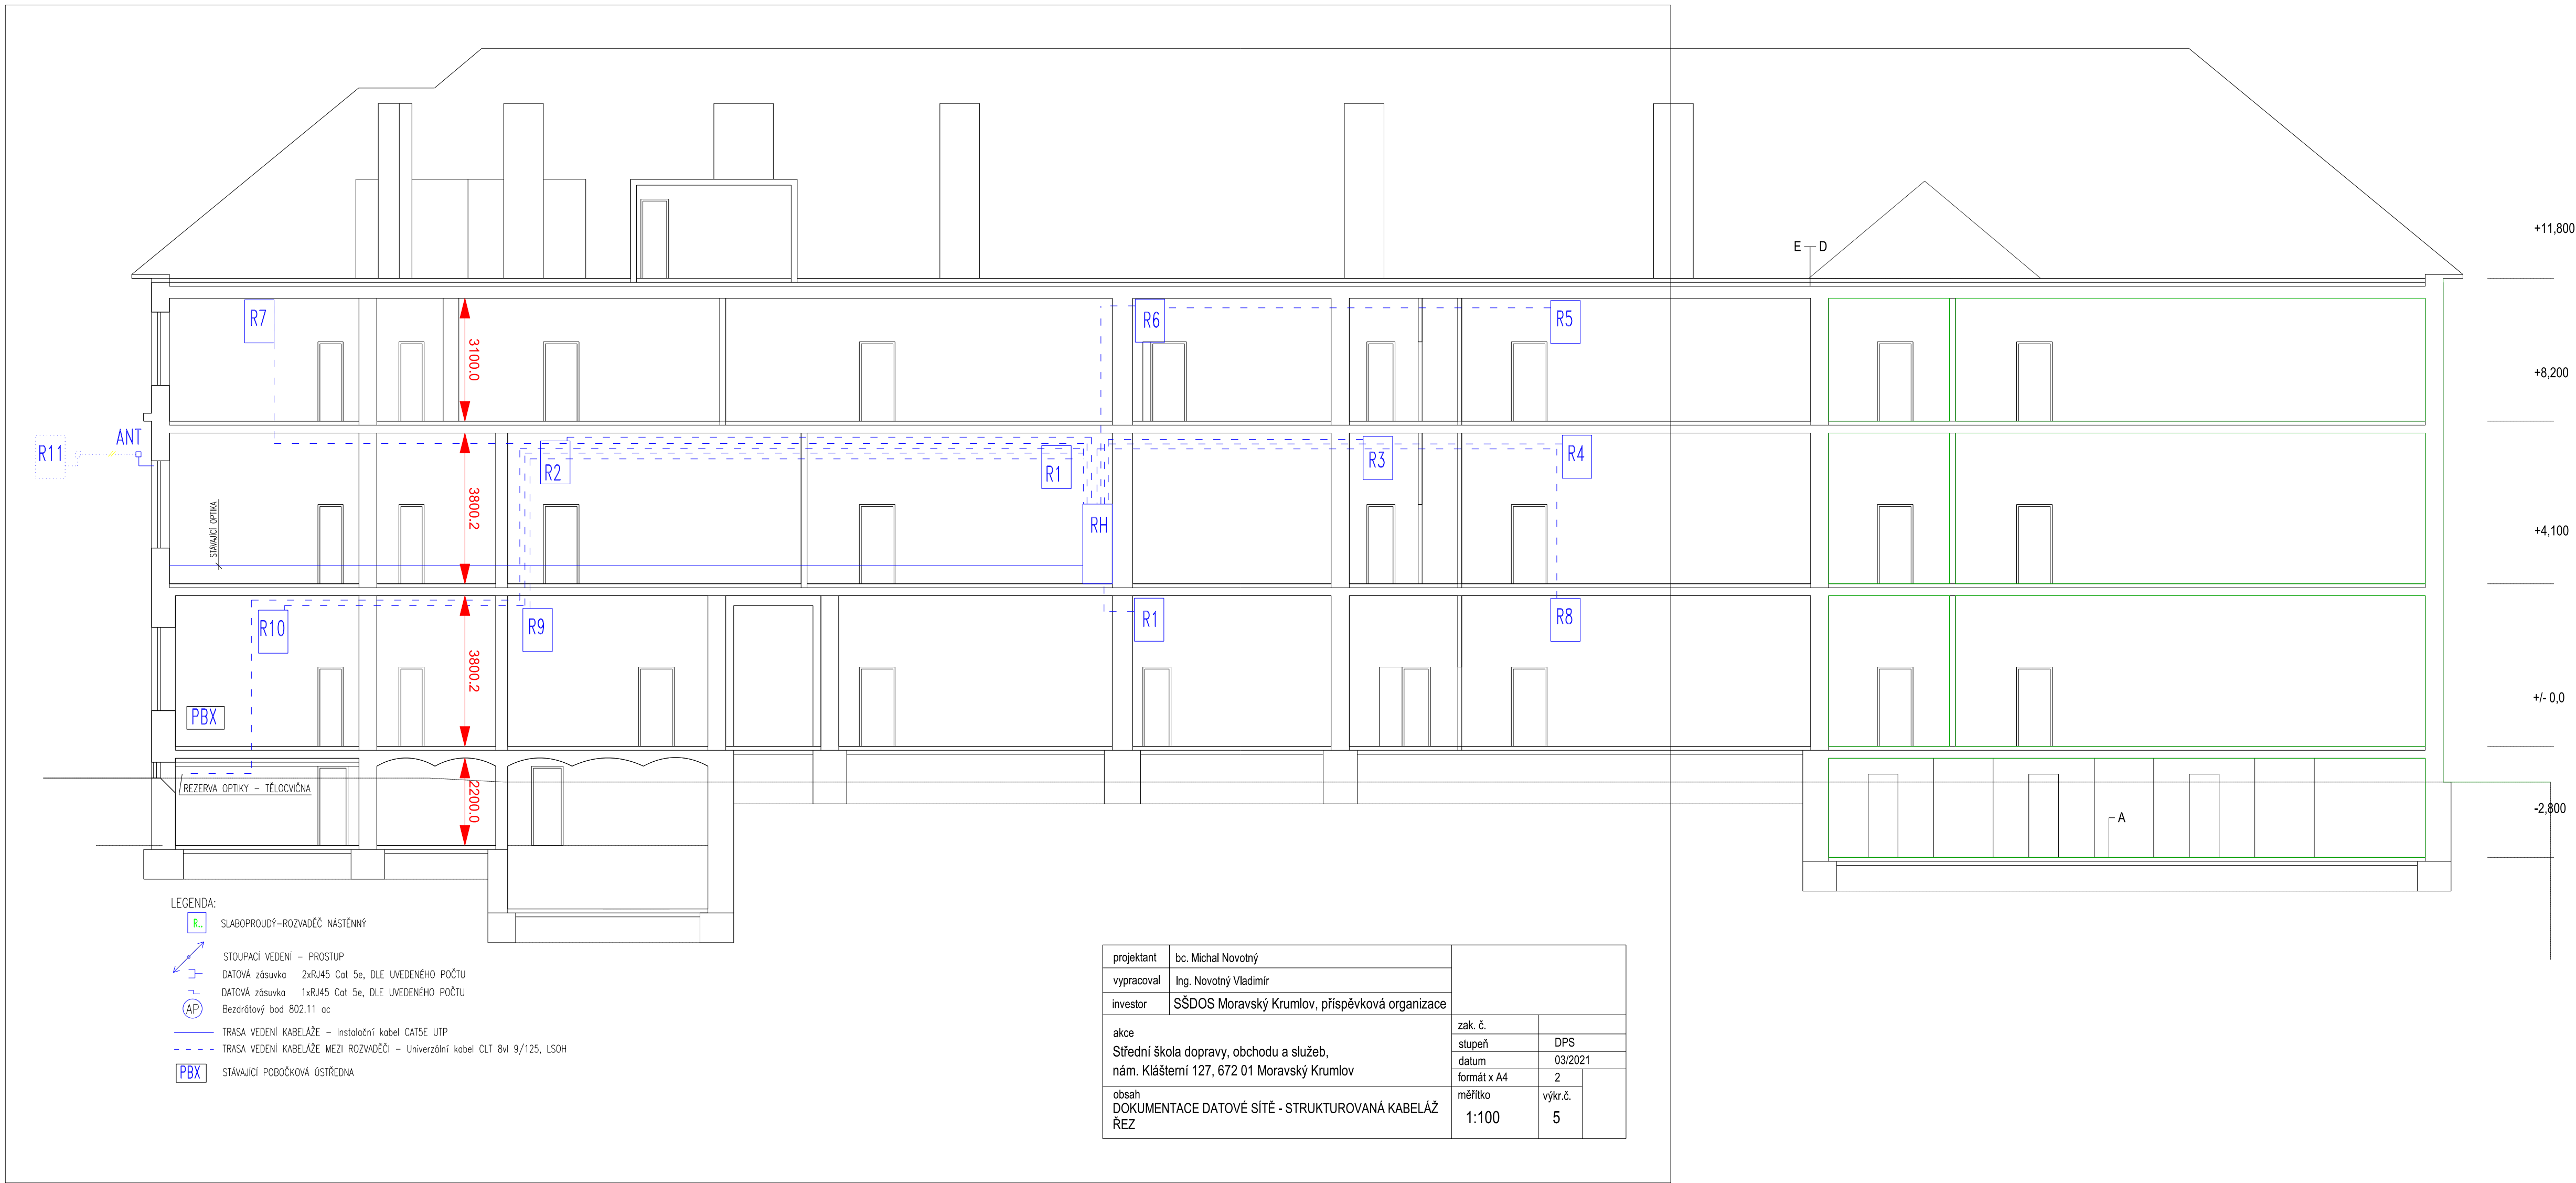 +11,800
E
D
R7
R6
R5
3100.0
+8,200
ANT
R11
R2
R1
R3
R4
3800.2
STÁVAJÍCÍ OPTIKA
RH
+4,100
R10
R9
R1
R8
3800.2
PBX
+/- 0,0
REZERVA OPTIKY - TĚLOCVIČNA
2200.0
-2,800
A
LEGENDA:
R.. SLABOPROUDÝ-ROZVADĚČ NÁSTĚNNÝ
STOUPACÍ VEDENÍ - PROSTUP
DATOVÁ zásuvka 2xRJ45 Cat 5e, DLE UVEDENÉHO POČTU
DATOVÁ zásuvka 1xRJ45 Cat 5e, DLE UVEDENÉHO POČTU
AP Bezdrátový bod 802.11 ac
TRASA VEDENÍ KABELÁŽE - Instalační kabel CAT5E UTP
TRASA VEDENÍ KABELÁŽE MEZI ROZVADĚČI - Univerzální kabel CLT 8vl 9/125, LSOH
PBX STÁVAJÍCÍ POBOČKOVÁ ÚSTŘEDNA
projektant bc. Michal Novotný
vypracoval Ing. Novotný Vladimír
investor SŠDOS Moravský Krumlov, příspěvková organizace
akce
Střední škola dopravy, obchodu a služeb,
nám. Klášterní 127, 672 01 Moravský Krumlov
zak. č.
stupeň DPS
datum 03/2021
formát x A4 2
obsah
DOKUMENTACE DATOVÉ SÍTĚ - STRUKTUROVANÁ KABELÁŽ
ŘEZ
měřítko
1:100
výkr.č.
5